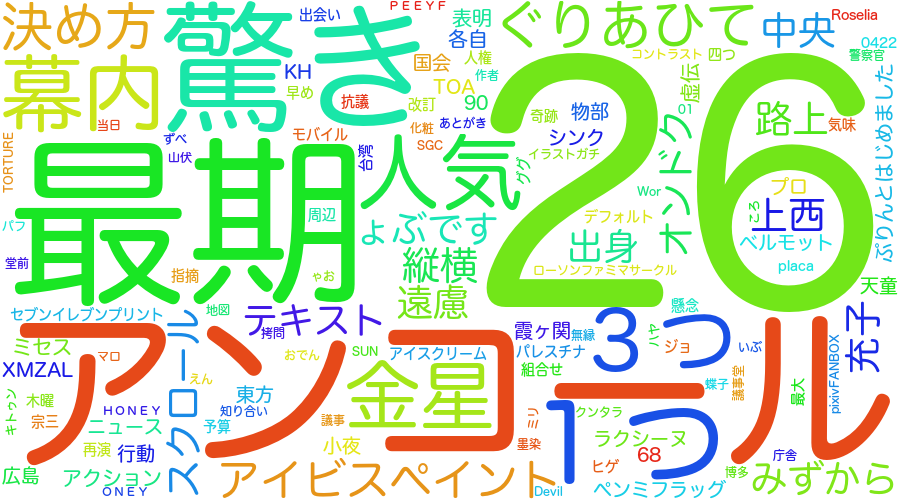 決め方
驚き
出会い
ＰＥＥＹＦ
表明
各自
ぐりあひて
中央
Roselia
0422
幕内
当日
KH
早め
抗議
国会
人権
TOA
作者
改訂
90
コントラスト
四つ
虚伝
警察官
TORTURE
ずべ
山伏
モバイル
台湾
化粧
SGC
あとがき
奇跡
物部
シンク
イラストガチ
グダ
オンドク
路上
気味
ぷりんとはじめました
最期
人気
26
パフ
堂前
周辺
ょぶです
Wor
デフォルト
プロ
上西
ころ
ベルモット
placa
指摘
ゃお
縦横
遠慮
出身
ローソンファミマサークル
天童
セブンイレブンプリント
地図
テキスト
拷問
霞ヶ関
無縁
3つ
懸念
ハヤ
ジョ
いぶ
充子
ミセス
マロ
アンコール
スクロール
おでん
SUN
アイスクリーム
パレスチナ
組合せ
XMZAL
えん
金星
1つ
蝶子
議事堂
最大
pixivFANBOX
キトゥン
木曜
宗三
ＨＯＮＥＹ
ニュース
東方
知り合い
予算
議事
ミリ
クンタラ
再演
行動
小夜
墨染
ラクシーヌ
68
庁舎
広島
アクション
ＯＮＥＹ
アイビスペイント
ヒゲ
Devil
ペンミフラッグ
博多
みずから